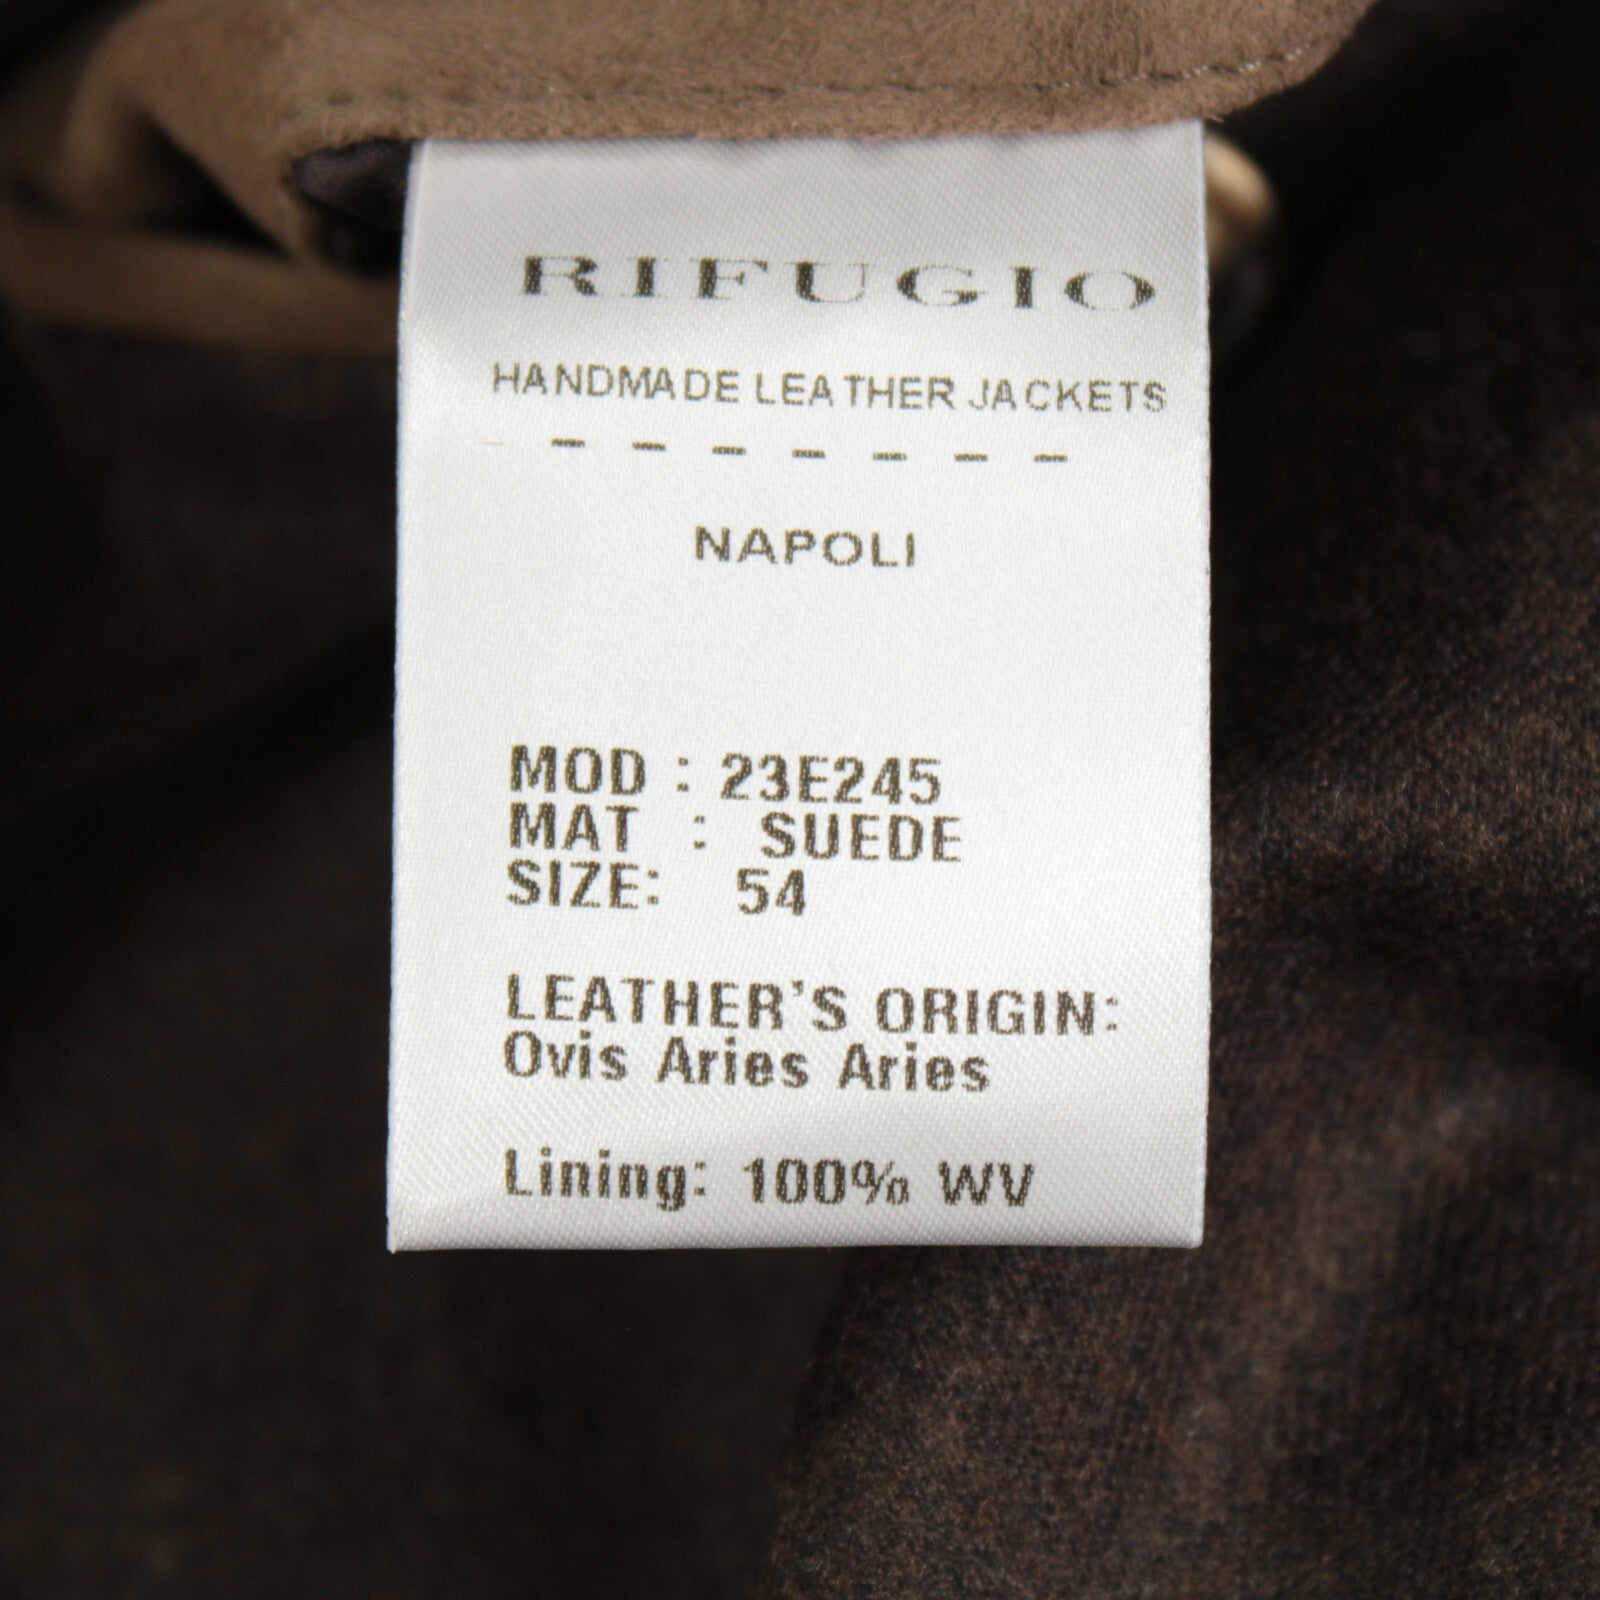 RIFUGIO
HANDMADE LEATHER JACKETS
- - - - - - -
NAPOLI
MOD : 23E245
MAT : SUEDE
SIZE: 54
LEATHER'S ORIGIN:
Ovis Aries Aries
Lining: 100% WV